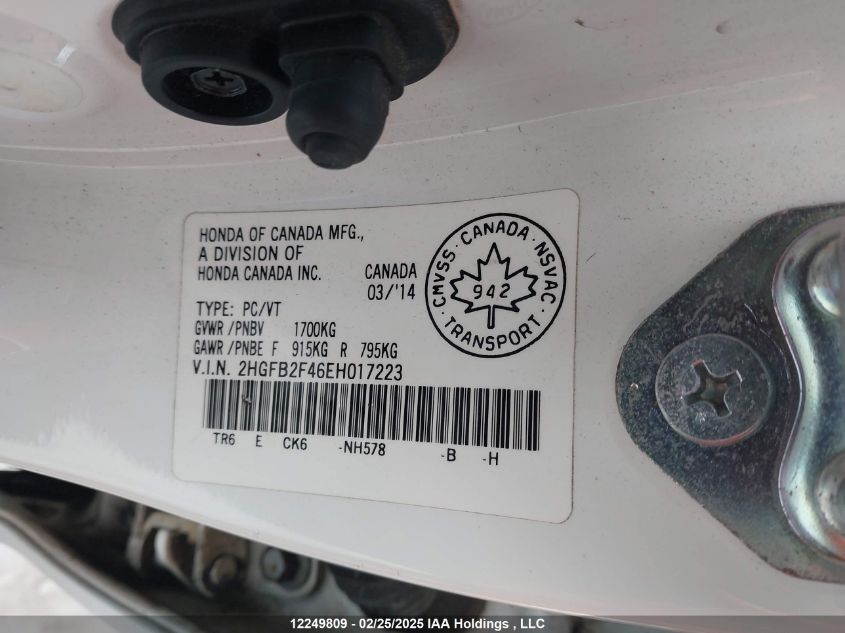 HONDA OF CANADA MFG.,
A DIVISION OF
HONDA CANADA INC.
CANADA
03/'14
TYPE: PC/VT
GVWR /PNBV 1700KG
GAWR /PNBE F 915KG R 795KG
V.I.N. 2HGFB2F46EH017223
TR6 E CK6 -NH578 -B -H
CMVSS · CANADA · NSVAC
942
· TRANSPORT ·
12249809 - 02/25/2025 IAA Holdings , LLC